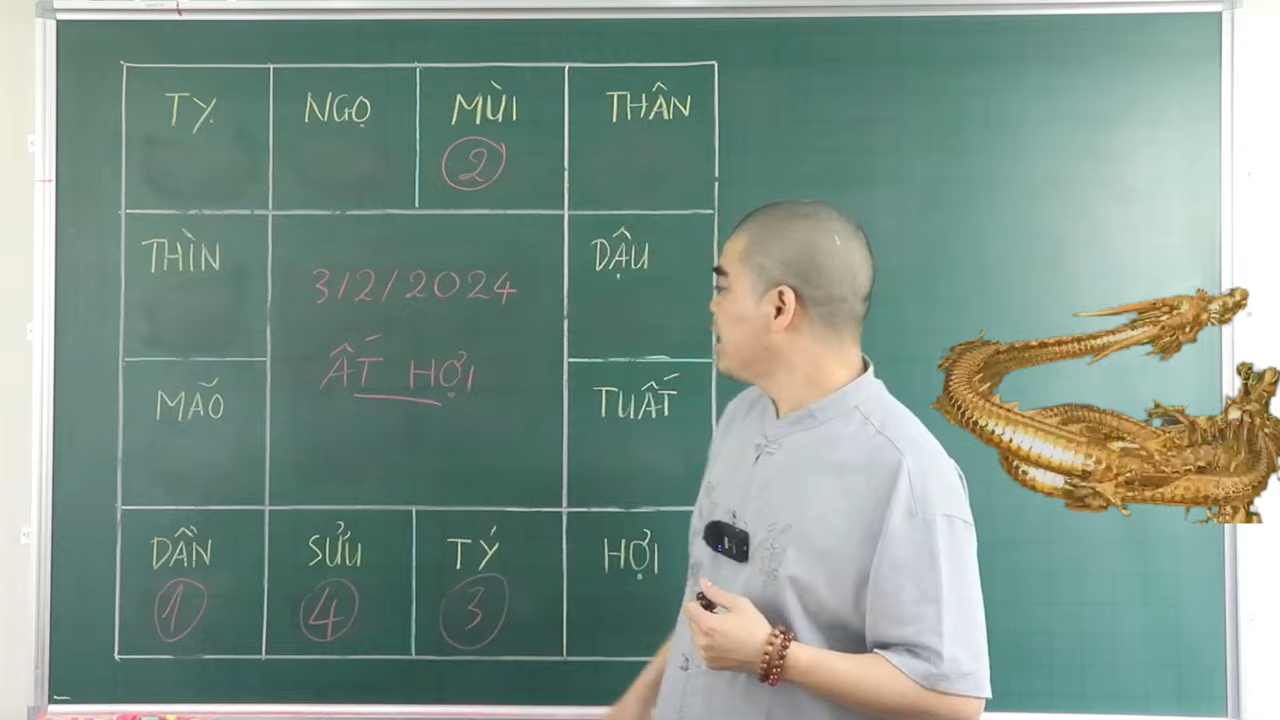 TỴ NGỌ MÙI THÂN
2
THÌN DẬU
3/2/2024
ẤT HỢI
MÃO TUẤT
DẦN SỬU TÝ HỢI
1 4 3